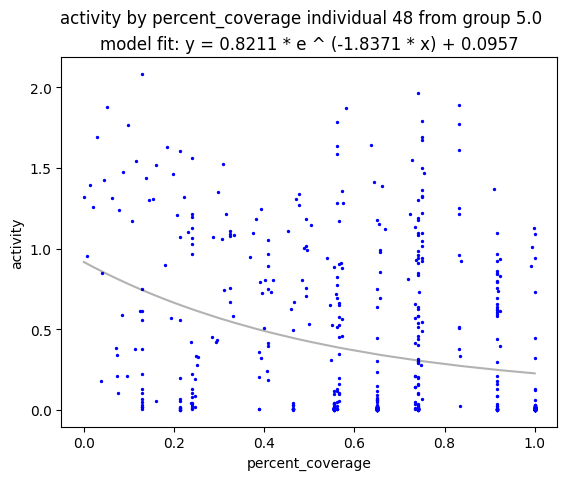 activity by percent_coverage individual 48 from group 5.0
model fit: y = 0.8211 * e ^ (-1.8371 * x) + 0.0957
2.0
1.5
1.0
0.5
0.0
activity
0.0 0.2 0.4 0.6 0.8 1.0
percent_coverage